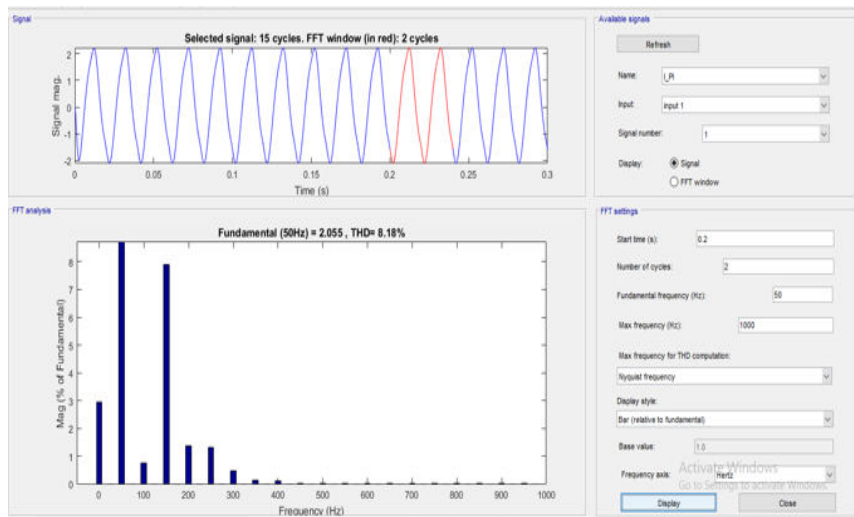 Signal
Selected signal: 15 cycles. FFT window (in red): 2 cycles
Signal mag.
2
1
0
-1
-2
0 0.05 0.1 0.15 0.2 0.25 0.3
Time (s)
FFT analysis
Fundamental (50Hz) = 2.055 , THD= 8.18%
Mag (% of Fundamental)
8
7
6
5
4
3
2
1
0
0 100 200 300 400 500 600 700 800 900 1000
Frequency (Hz)
Available signals
Refresh
Name: I_Pi
Input: input 1
Signal number: 1
Display: Signal
FFT window
FFT settings
Start time (s): 0.2
Number of cycles: 2
Fundamental frequency (Hz): 50
Max frequency (Hz): 1000
Max frequency for THD computation:
Nyquist frequency
Display style:
Bar (relative to fundamental)
Base value: 1.0
Activate Windows
Frequency axis: Hertz
Go to Settings to activate Windows.
Display Close